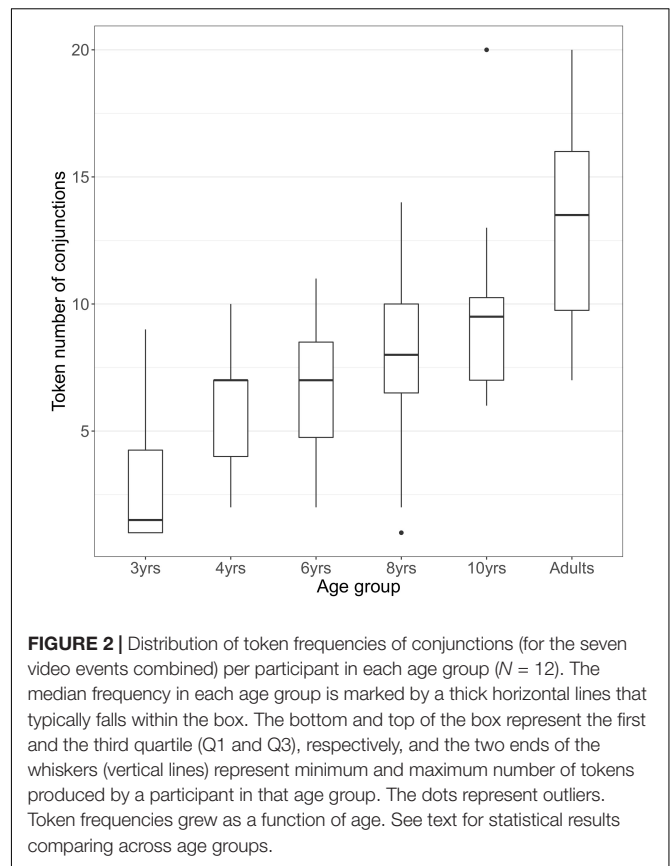 20
15
10
5
Token number of conjunctions
3yrs 4yrs 6yrs 8yrs 10yrs Adults
Age group
FIGURE 2 | Distribution of token frequencies of conjunctions (for the seven
video events combined) per participant in each age group (N = 12). The
median frequency in each age group is marked by a thick horizontal lines that
typically falls within the box. The bottom and top of the box represent the first
and the third quartile (Q1 and Q3), respectively, and the two ends of the
whiskers (vertical lines) represent minimum and maximum number of tokens
produced by a participant in that age group. The dots represent outliers.
Token frequencies grew as a function of age. See text for statistical results
comparing across age groups.